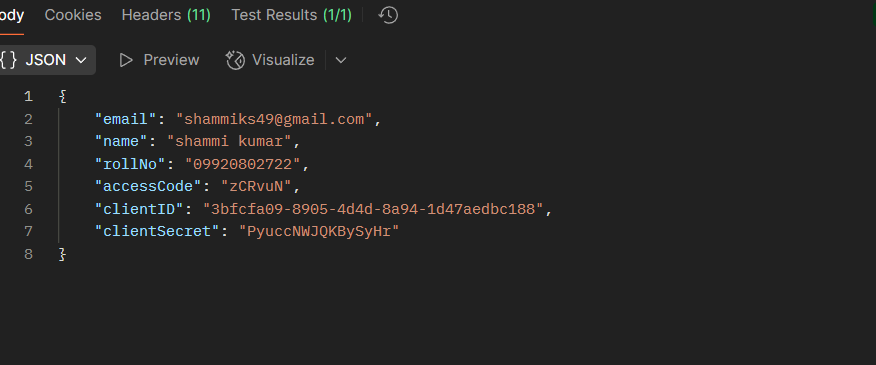 ody Cookies Headers (11) Test Results (1/1)
{} JSON Preview Visualize
1 {
2 "email": "shammiks49@gmail.com",
3 "name": "shammi kumar",
4 "rollNo": "09920802722",
5 "accessCode": "zCRvuN",
6 "clientID": "3bfcfa09-8905-4d4d-8a94-1d47aedbc188",
7 "clientSecret": "PyuccNWJQKBySyHr"
8 }